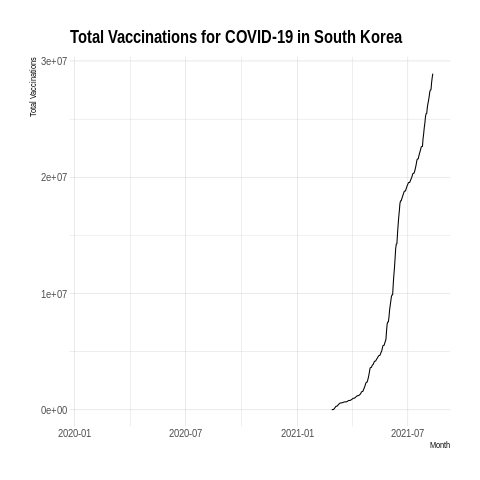 Total Vaccinations for COVID-19 in South Korea
Total Vaccinations
3e+07
2e+07
1e+07
0e+00
2020-01 2020-07 2021-01 2021-07
Month